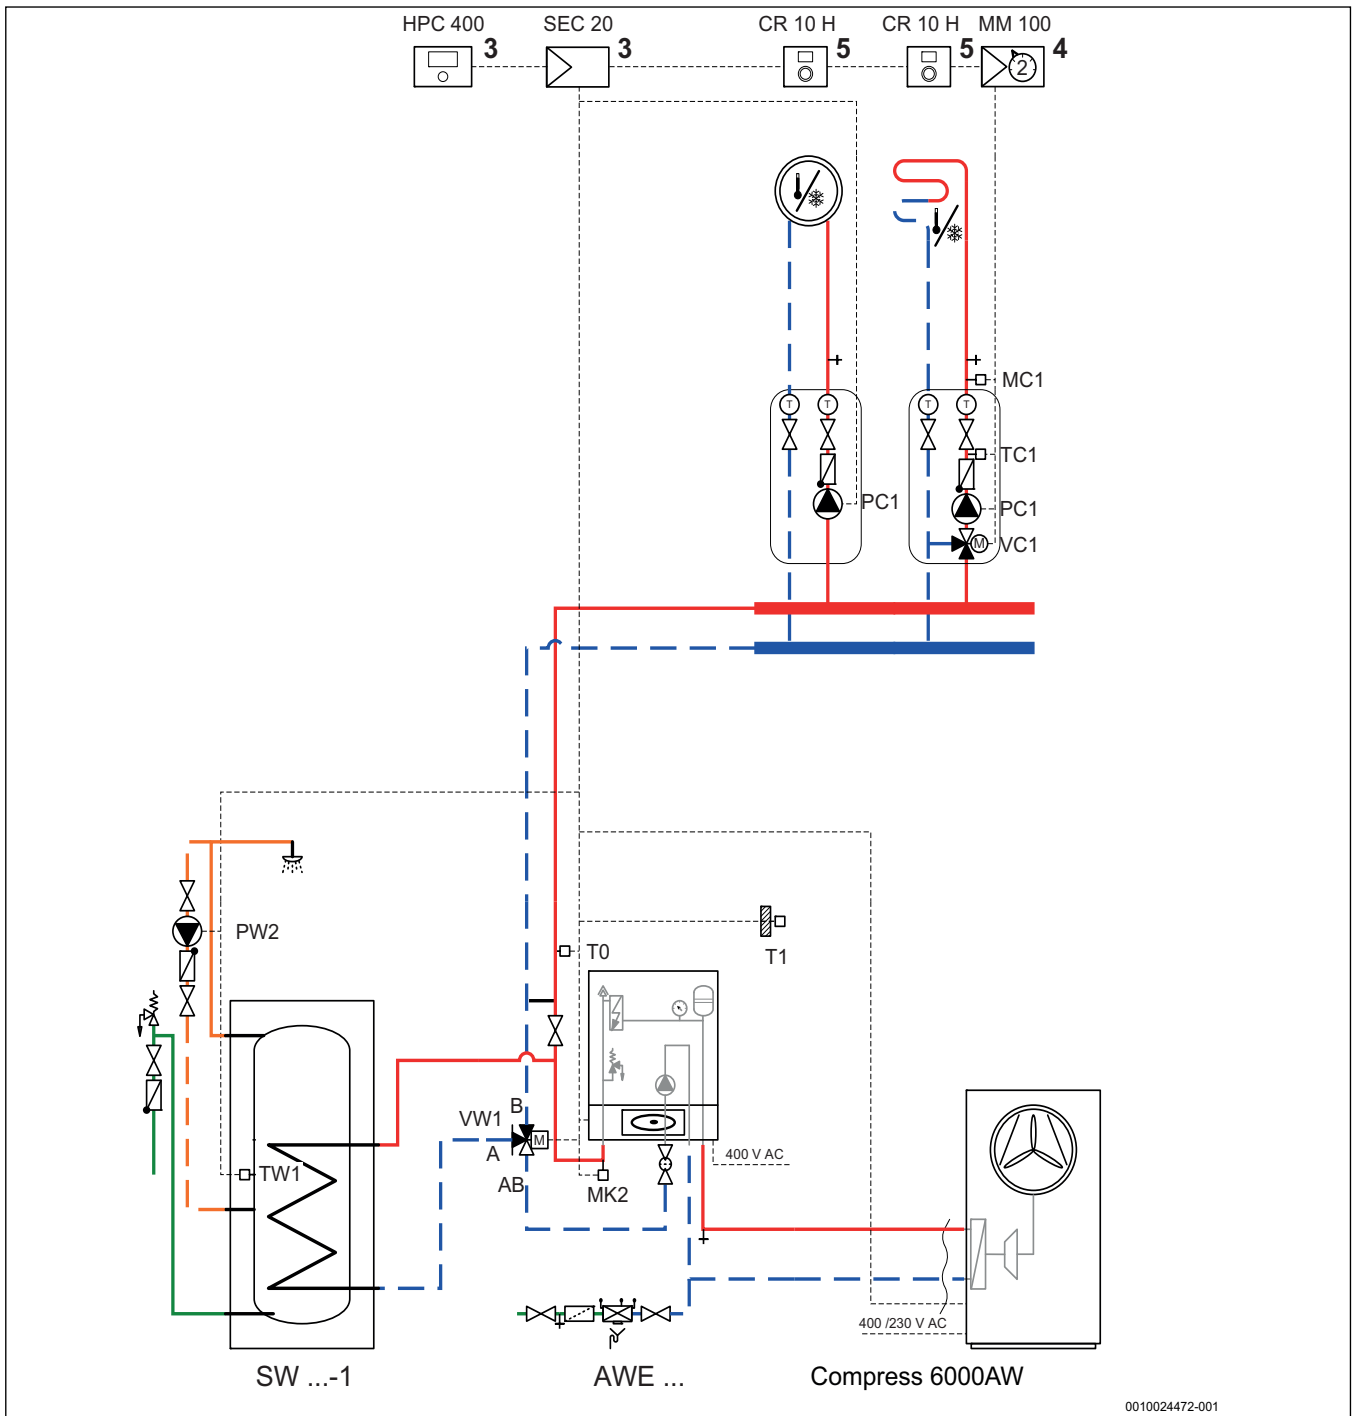 HPC 400 SEC 20 CR 10 H CR 10 H MM 100
3 3 5 5 4
2
MC1
T T T T
TC1
PC1 PC1
M VC1
PW2
T0 T1
B
VW1
M
A
400 V AC
TW1 AB MK2
400 /230 V AC
SW ...-1 AWE ... Compress 6000AW
0010024472-001